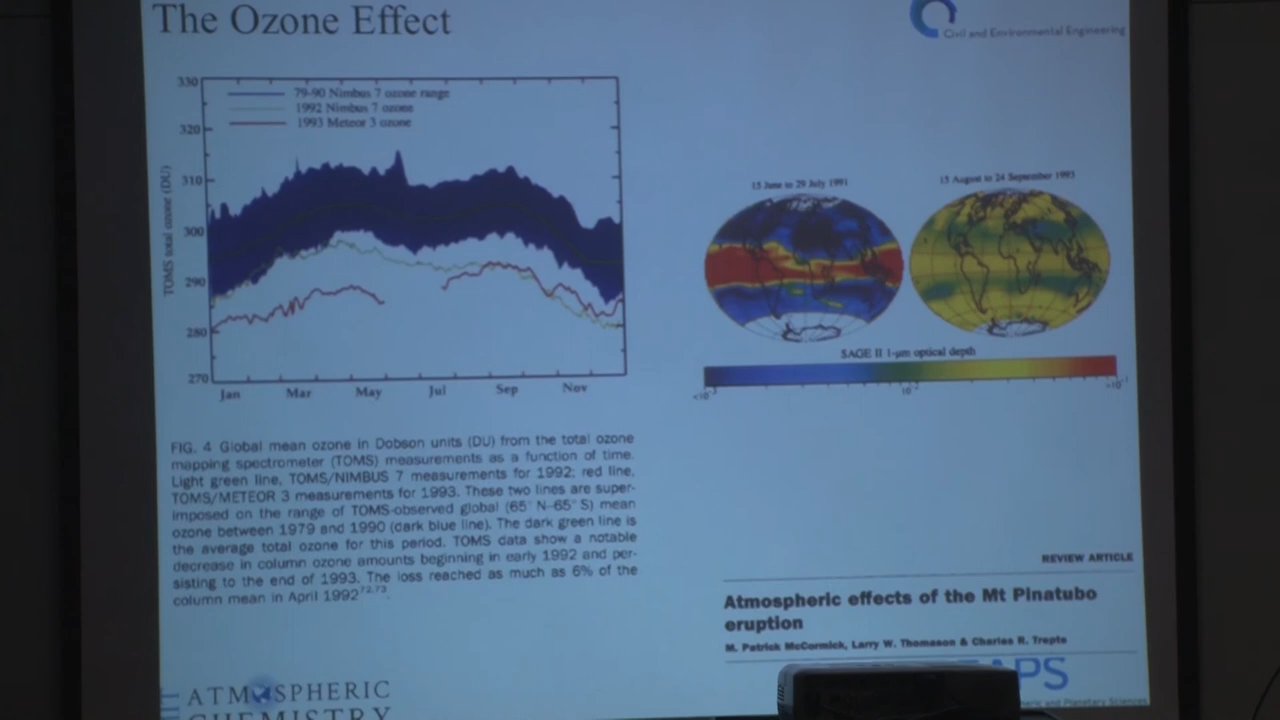 The Ozone Effect
Civil and Environmental Engineering
330
320
310
300
290
280
270
TOMS total ozone (DU)
79-90 Nimbus 7 ozone range
1992 Nimbus 7 ozone
1993 Meteor 3 ozone
Jan Mar May Jul Sep Nov
15 June to 29 July 1991
15 August to 24 September 1993
SAGE II 1-μm optical depth
FIG. 4 Global mean ozone in Dobson units (DU) from the total ozone
mapping spectrometer (TOMS) measurements as a function of time.
Light green line, TOMS/NIMBUS 7 measurements for 1992; red line,
TOMS/METEOR 3 measurements for 1993. These two lines are super-
imposed on the range of TOMS-observed global (65° N–65° S) mean
ozone between 1979 and 1990 (dark blue line). The dark green line is
the average total ozone for this period. TOMS data show a notable
decrease in column ozone amounts beginning in early 1992 and per-
sisting to the end of 1993. The loss reached as much as 6% of the
column mean in April 1992⁷²,⁷³.
REVIEW ARTICLE
Atmospheric effects of the Mt Pinatubo
eruption
M. Patrick McCormick, Larry W. Thomason & Charles R. Trepte
APS
and Planetary Sciences
ATMOSPHERIC
CHEMISTRY